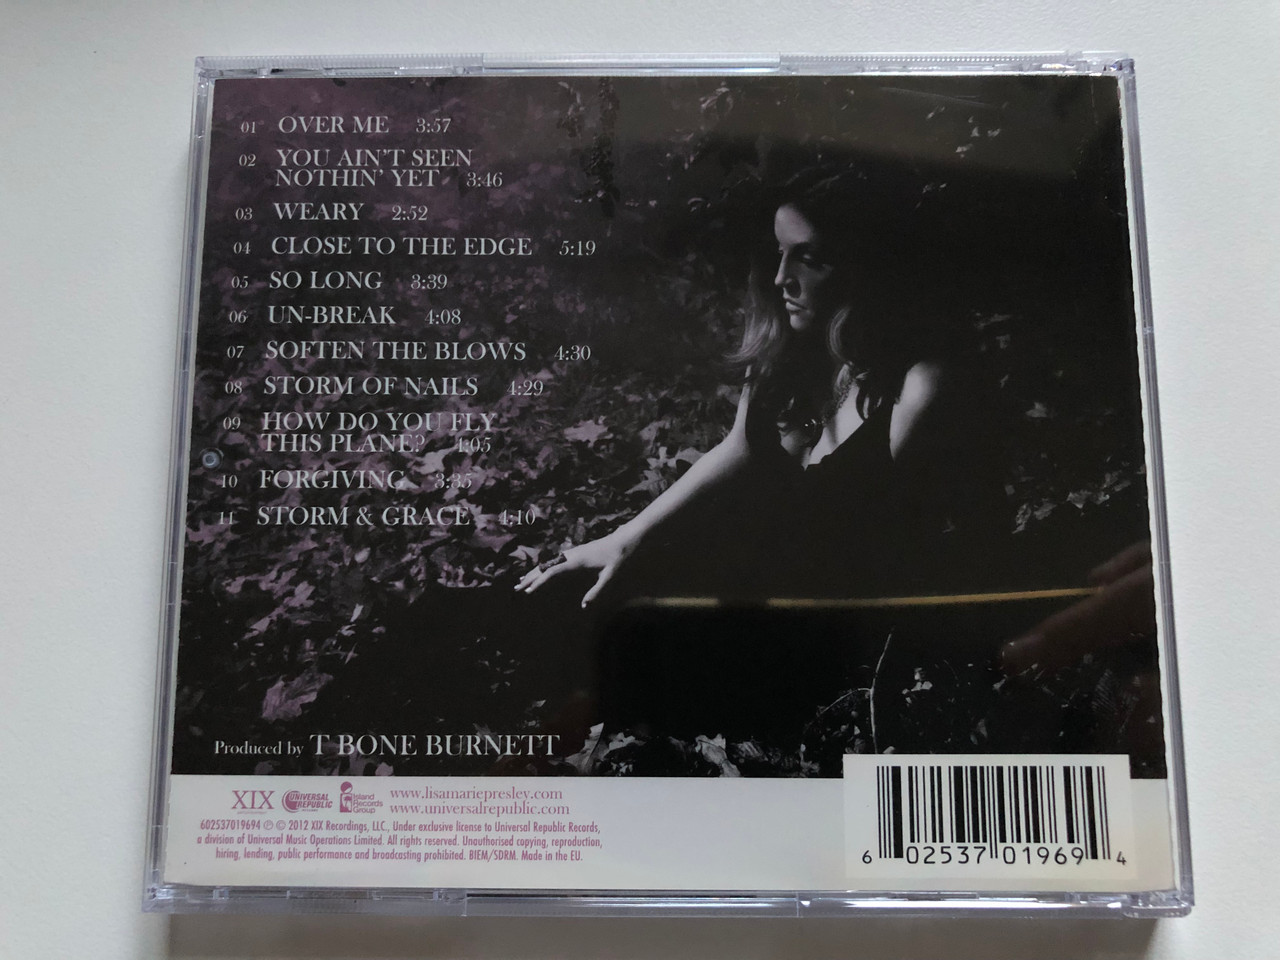 01 OVER ME 3:57
02 YOU AIN'T SEEN
NOTHIN' YET 3:46
03 WEARY 2:52
04 CLOSE TO THE EDGE 5:19
05 SO LONG 3:39
06 UN-BREAK 4:08
07 SOFTEN THE BLOWS 4:30
08 STORM OF NAILS 4:29
09 HOW DO YOU FLY
THIS PLANE? 4:05
10 FORGIVING 3:35
11 STORM & GRACE 4:10
Produced by T BONE BURNETT
XIX UNIVERSAL REPUBLIC Island Records Group
www.lisamariepresley.com
www.universalrepublic.com
602537019694 ℗ © 2012 XIX Recordings, LLC., Under exclusive license to Universal Republic Records,
a division of Universal Music Operations Limited. All rights reserved. Unauthorised copying, reproduction,
hiring, lending, public performance and broadcasting prohibited. BIEM/SDRM. Made in the EU.
6 02537 01969 4